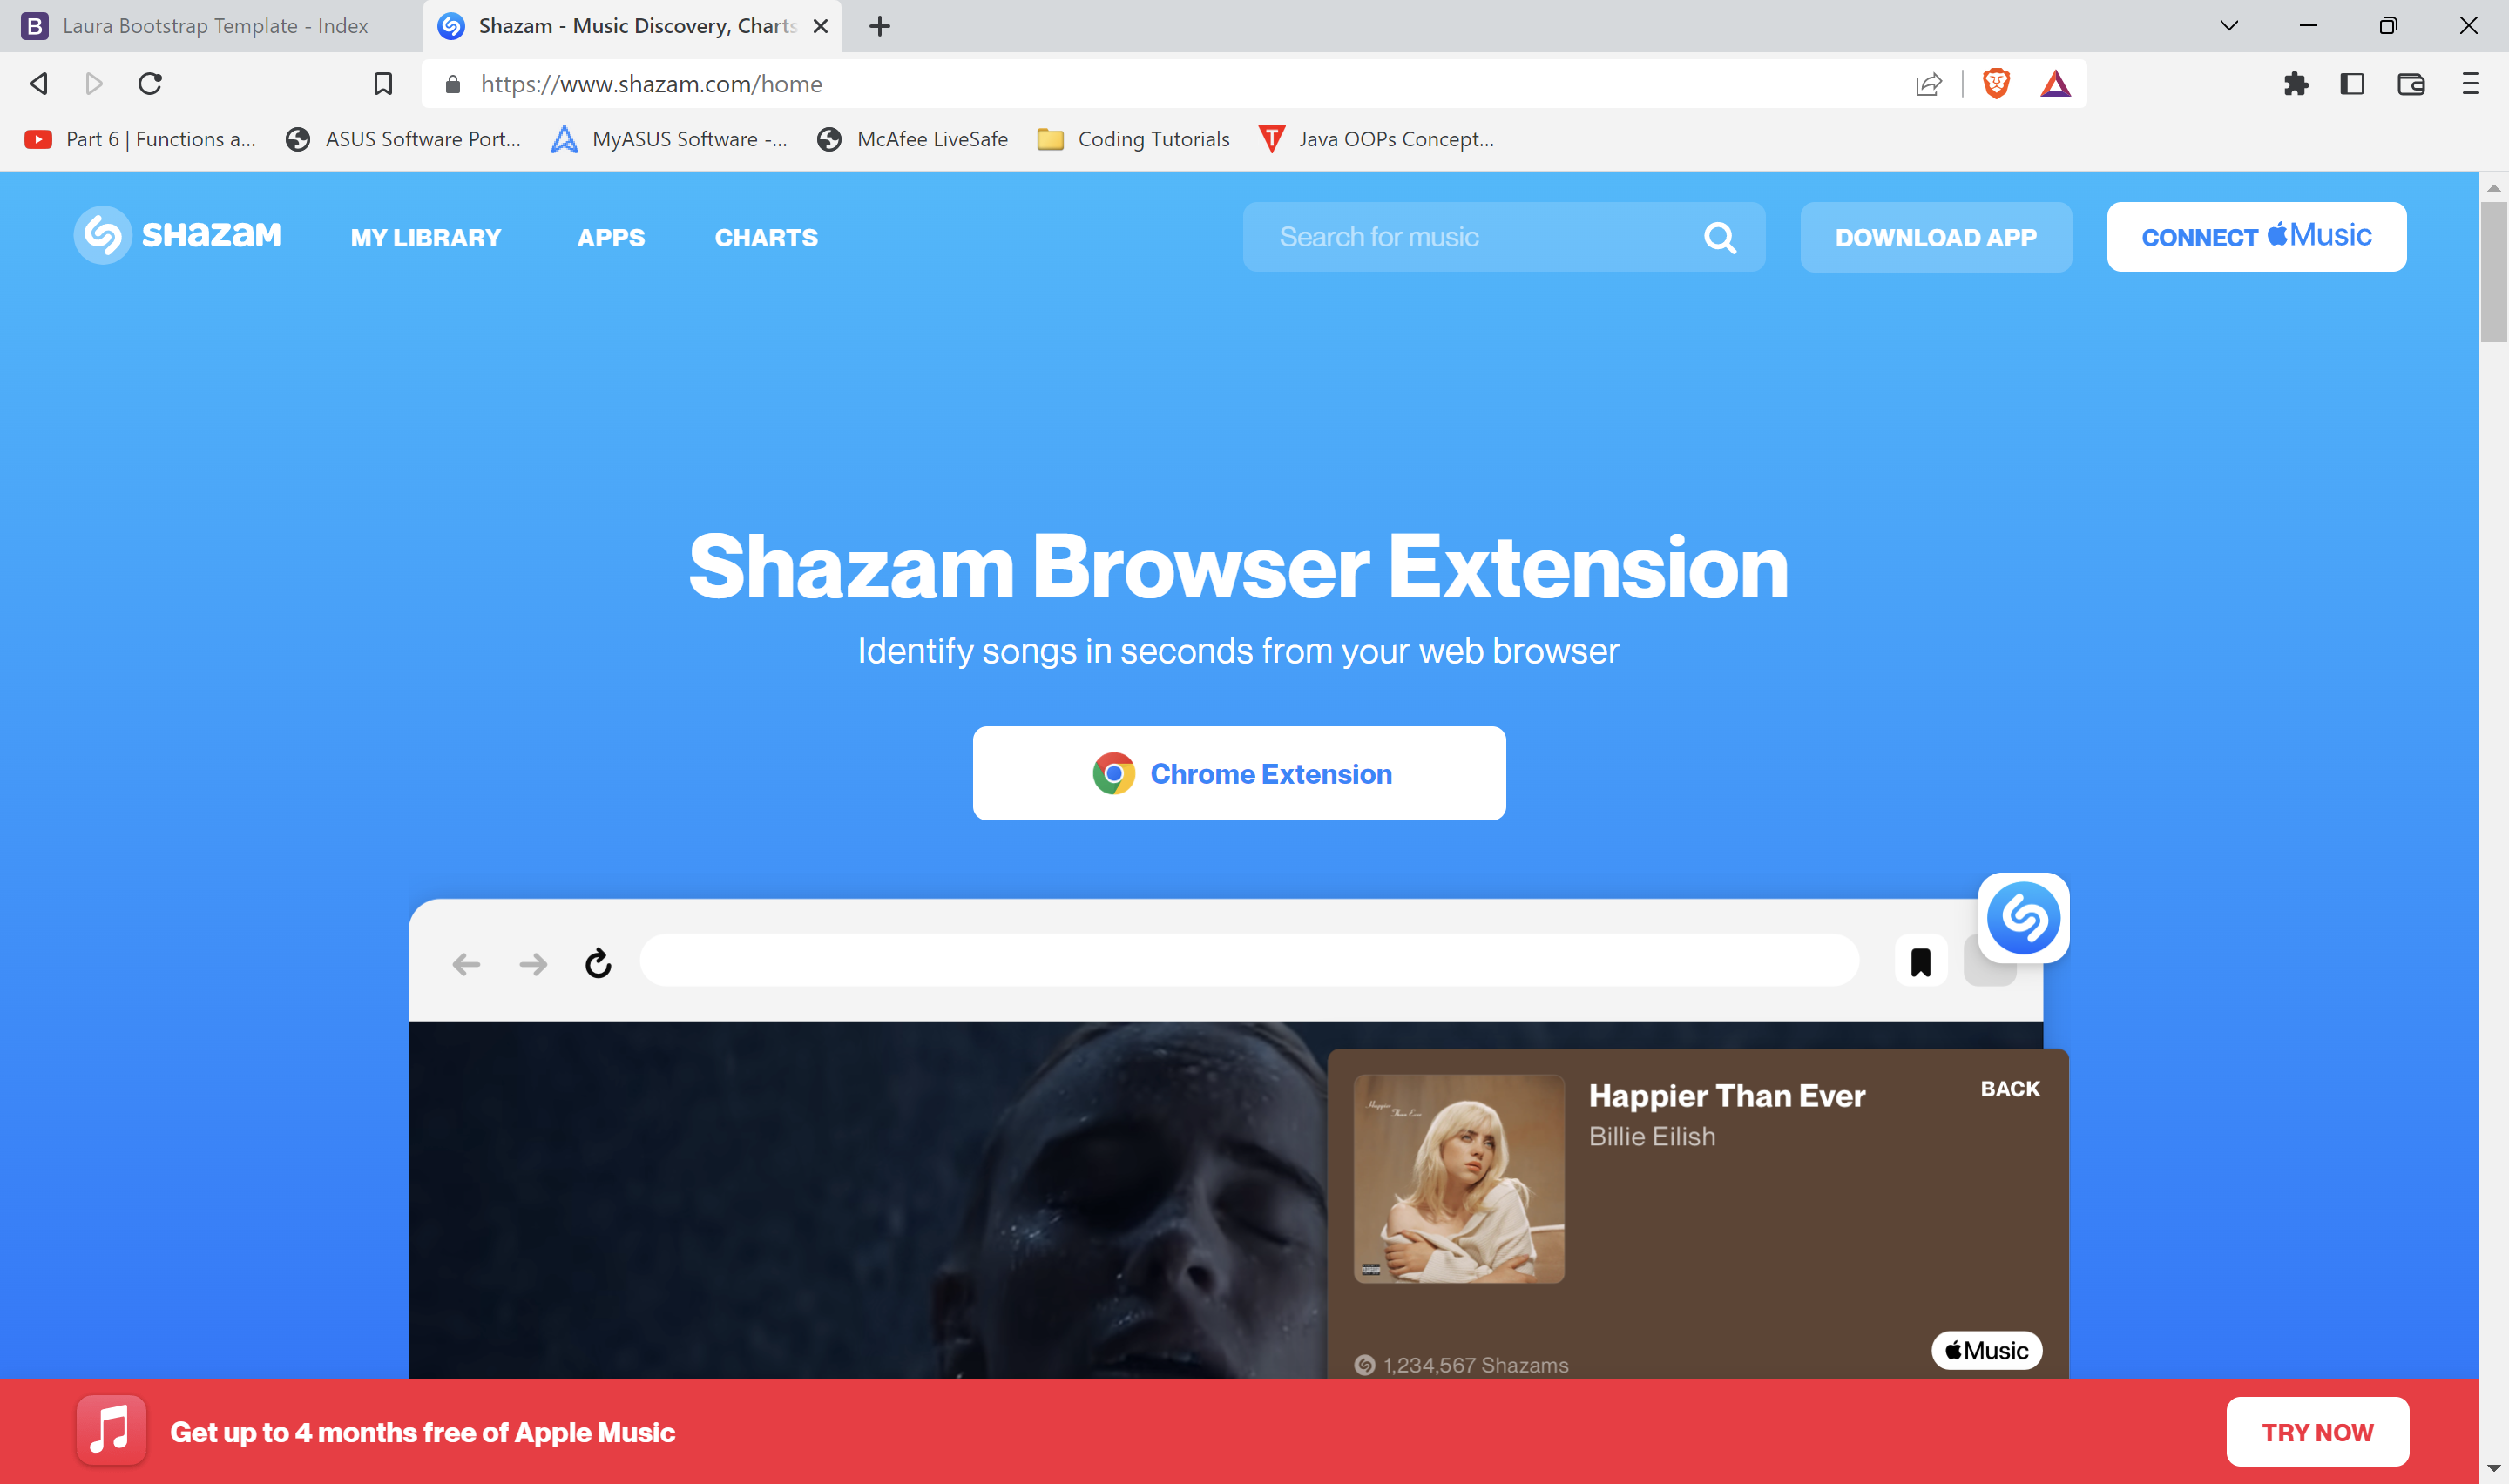 Laura Bootstrap Template - Index
Shazam - Music Discovery, Charts
https://www.shazam.com/home
Part 6 | Functions a...
ASUS Software Port...
MyASUS Software -...
McAfee LiveSafe
Coding Tutorials
Java OOPs Concept...
SHAZAM
MY LIBRARY
APPS
CHARTS
Search for music
DOWNLOAD APP
CONNECT Music
Shazam Browser Extension
Identify songs in seconds from your web browser
Chrome Extension
Happier Than Ever
BACK
Billie Eilish
Happier
Than Ever
1,234,567 Shazams
Music
Get up to 4 months free of Apple Music
TRY NOW